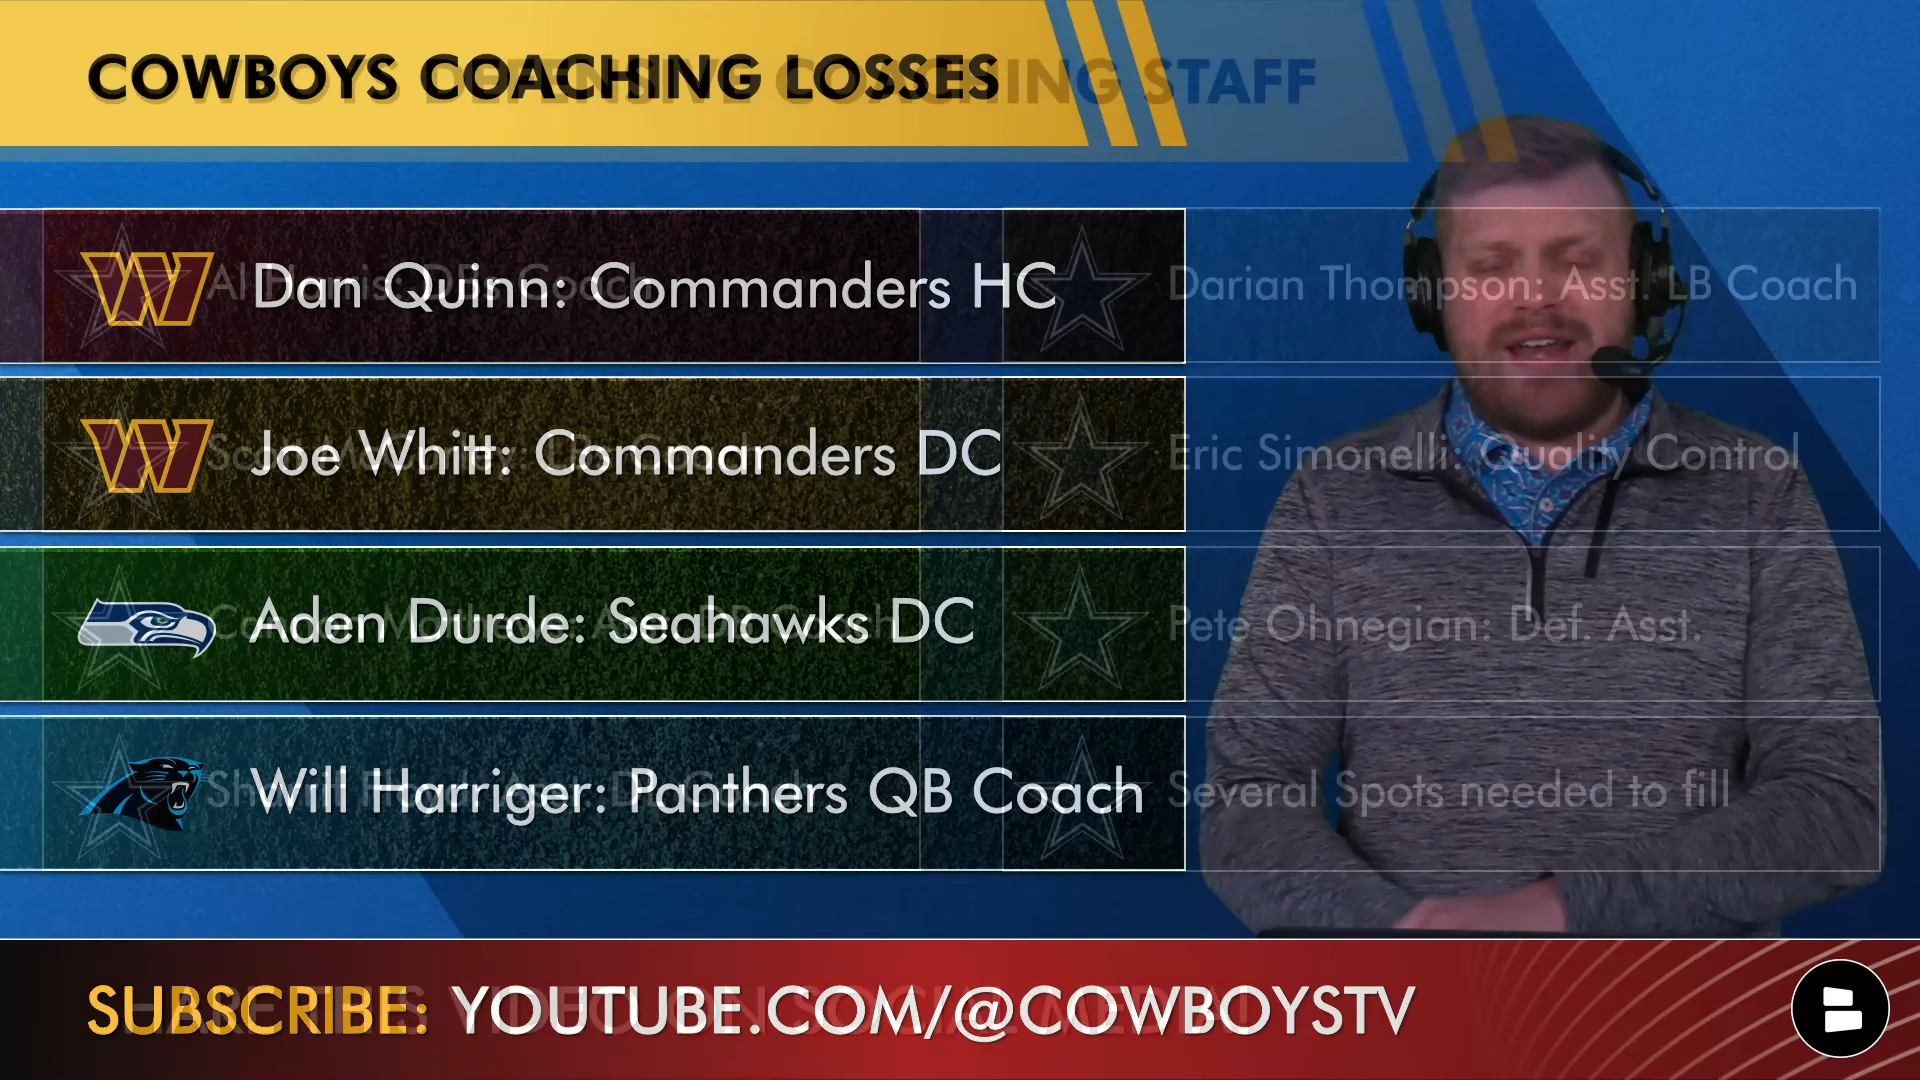 COWBOYS COACHING LOSSES
COACHING STAFF
Dan Quinn: Commanders HC
Darian Thompson: Asst. LB Coach
Joe Whitt: Commanders DC
Eric Simonelli: Quality Control
Aden Durde: Seahawks DC
Pete Ohnegian: Def. Asst.
Will Harriger: Panthers QB Coach
Several Spots needed to fill
SUBSCRIBE: YOUTUBE.COM/@COWBOYSTV